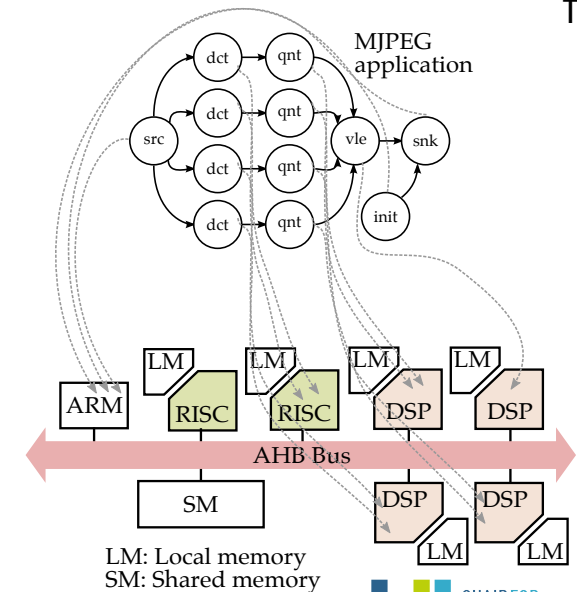 T
MJPEG
application
dct
qnt
dct
qnt
src
vle
snk
dct
qnt
dct
qnt
init
LM
LM
LM
LM
ARM
RISC
RISC
DSP
DSP
AHB Bus
SM
DSP
DSP
LM
LM
LM: Local memory
SM: Shared memory